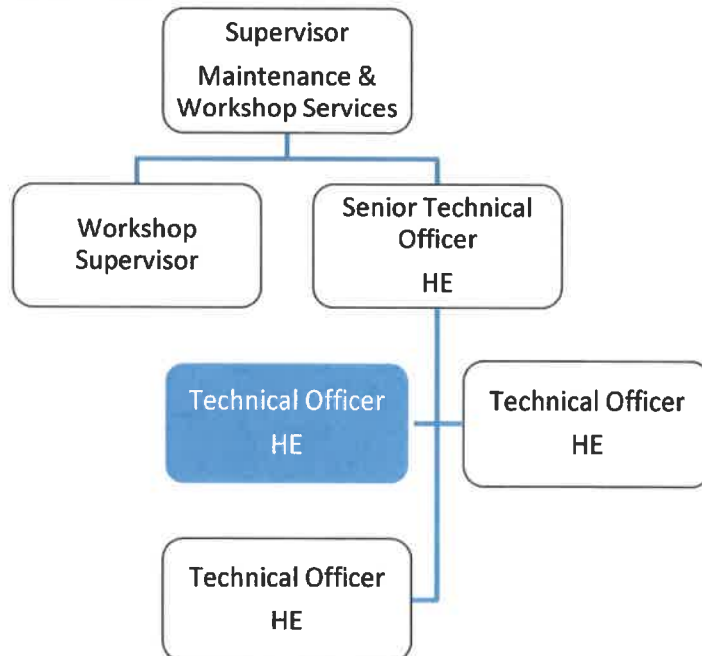 Supervisor
Maintenance &
Workshop Services
Workshop
Supervisor
Senior Technical
Officer
HE
Technical Officer
HE
Technical Officer
HE
Technical Officer
HE